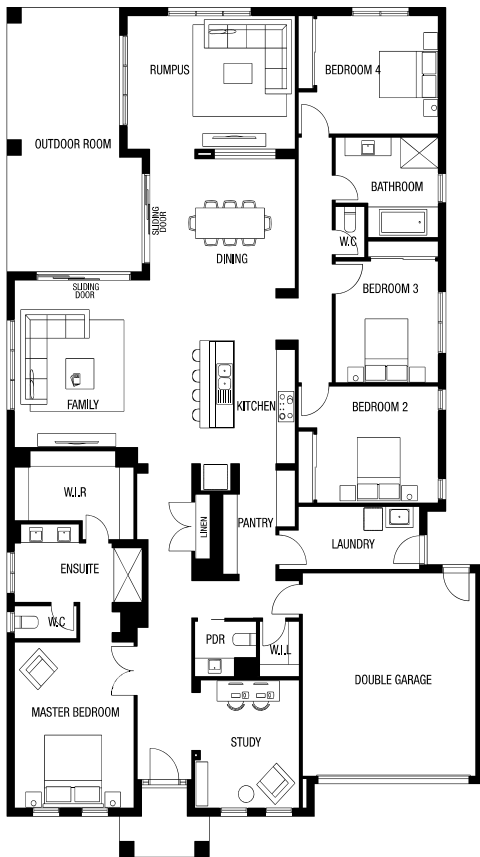 RUMPUS
BEDROOM 4
OUTDOOR ROOM
BATHROOM
SLIDING
DOOR
W.C
DINING
SLIDING
DOOR
BEDROOM 3
FAMILY
KITCHEN
BEDROOM 2
W.I.R
LINEN
PANTRY
LAUNDRY
ENSUITE
W.C
PDR
W.I.L
DOUBLE GARAGE
MASTER BEDROOM
STUDY